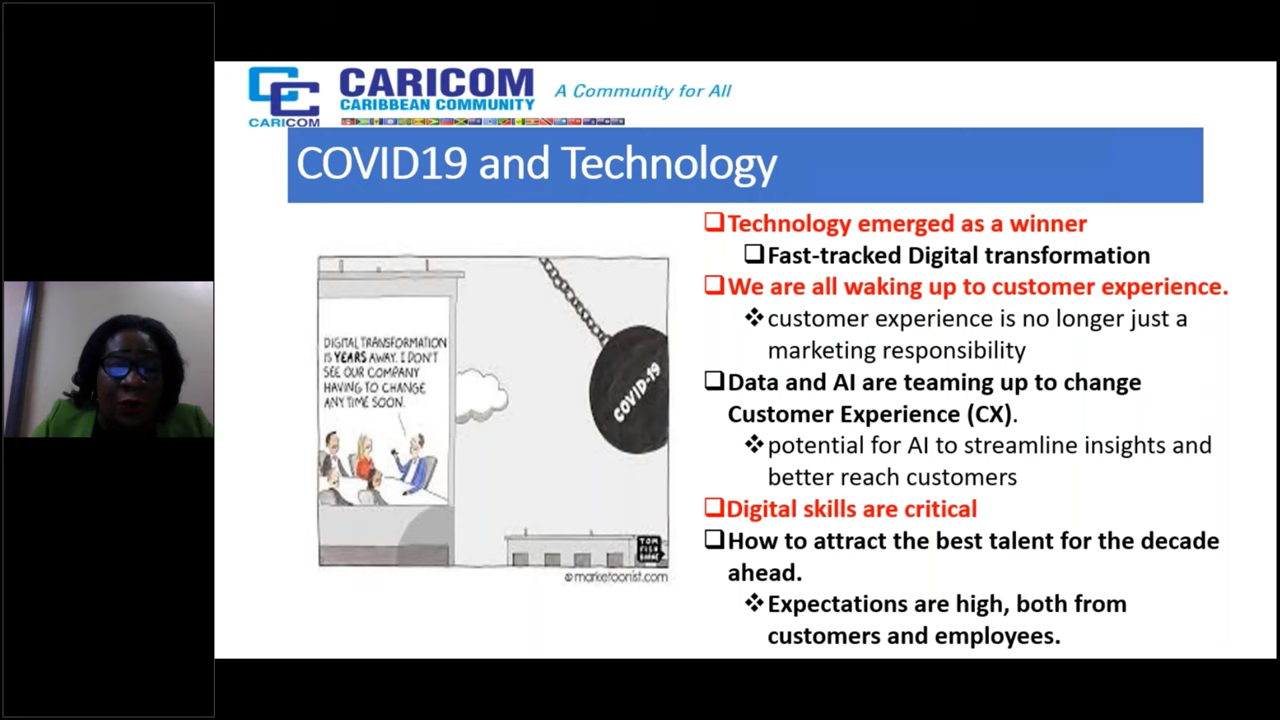 CARICOM
CARICOM
CARIBBEAN COMMUNITY
A Community for All
COVID19 and Technology
DIGITAL TRANSFORMATION
IS YEARS AWAY. I DON'T
SEE OUR COMPANY
HAVING TO CHANGE
ANY TIME SOON.
COVID-19
TOM
FISH
BURNE
©marketoonist.com
Technology emerged as a winner
Fast-tracked Digital transformation
We are all waking up to customer experience.
customer experience is no longer just a
marketing responsibility
Data and AI are teaming up to change
Customer Experience (CX).
potential for AI to streamline insights and
better reach customers
Digital skills are critical
How to attract the best talent for the decade
ahead.
Expectations are high, both from
customers and employees.